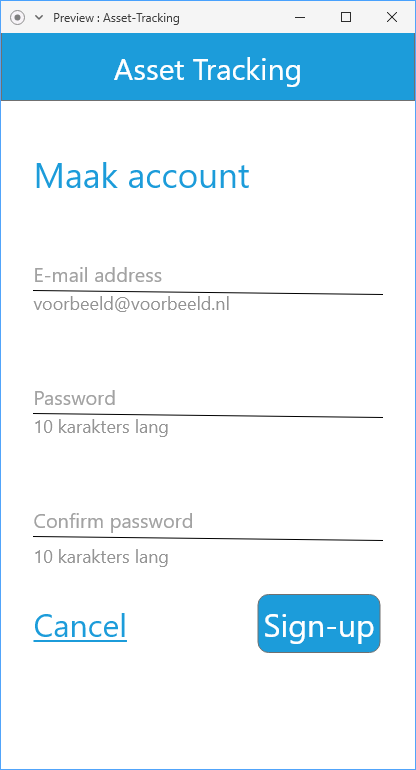 Preview : Asset-Tracking
Asset Tracking
Maak account
E-mail address
voorbeeld@voorbeeld.nl
Password
10 karakters lang
Confirm password
10 karakters lang
Cancel
Sign-up